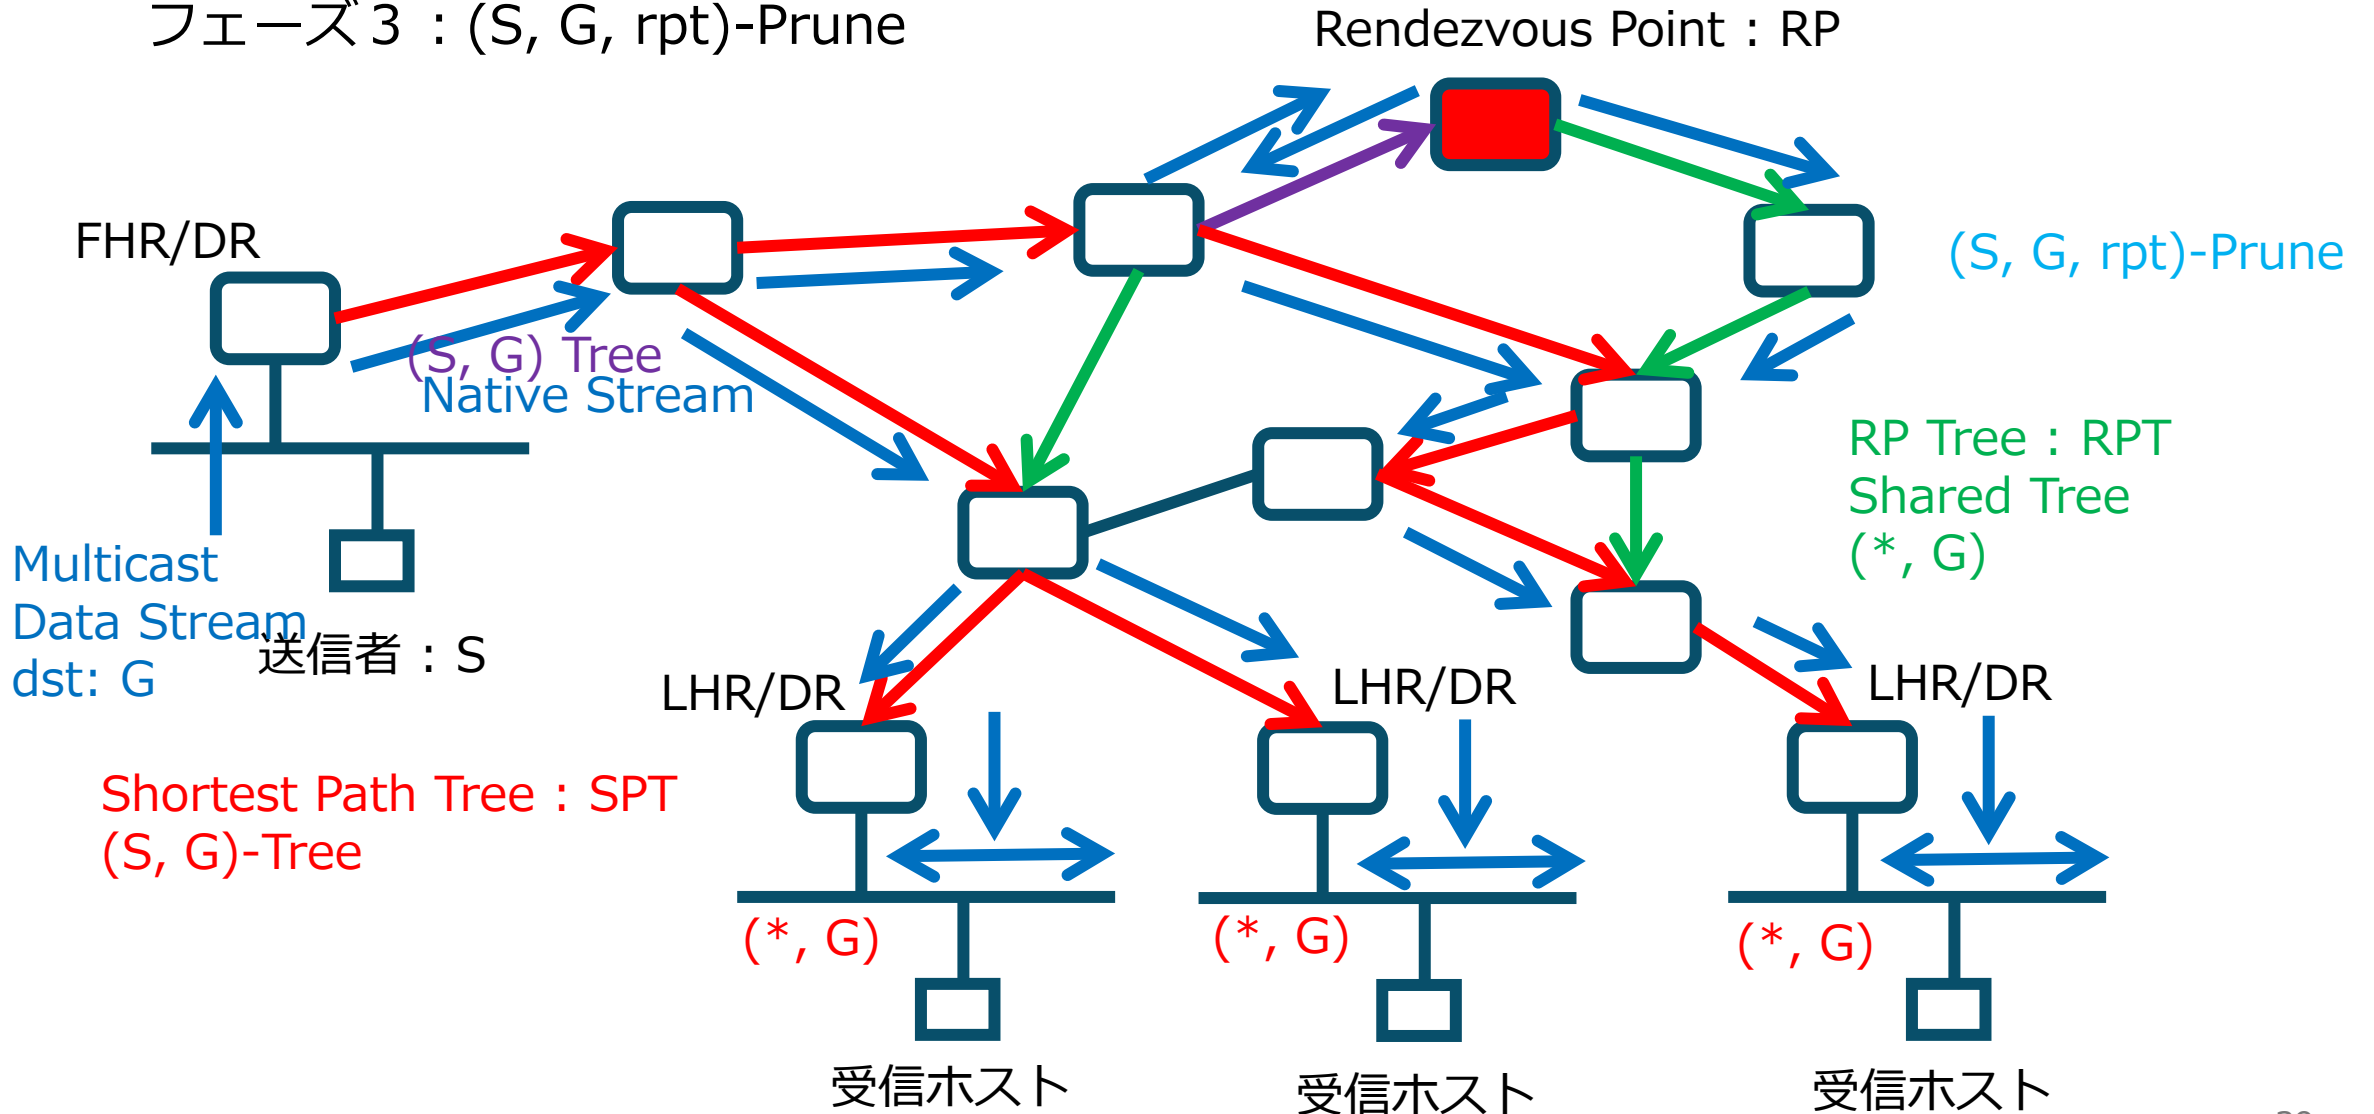 フェーズ３：(S, G, rpt)-Prune
Rendezvous Point：RP
FHR/DR
(S, G, rpt)-Prune
(S, G) Tree
Native Stream
RP Tree：RPT
Shared Tree
(*, G)
Multicast
Data Stream
dst: G
送信者：S
LHR/DR
LHR/DR
LHR/DR
Shortest Path Tree：SPT
(S, G)-Tree
(*, G)
(*, G)
(*, G)
受信ホスト
受信ホスト
受信ホスト